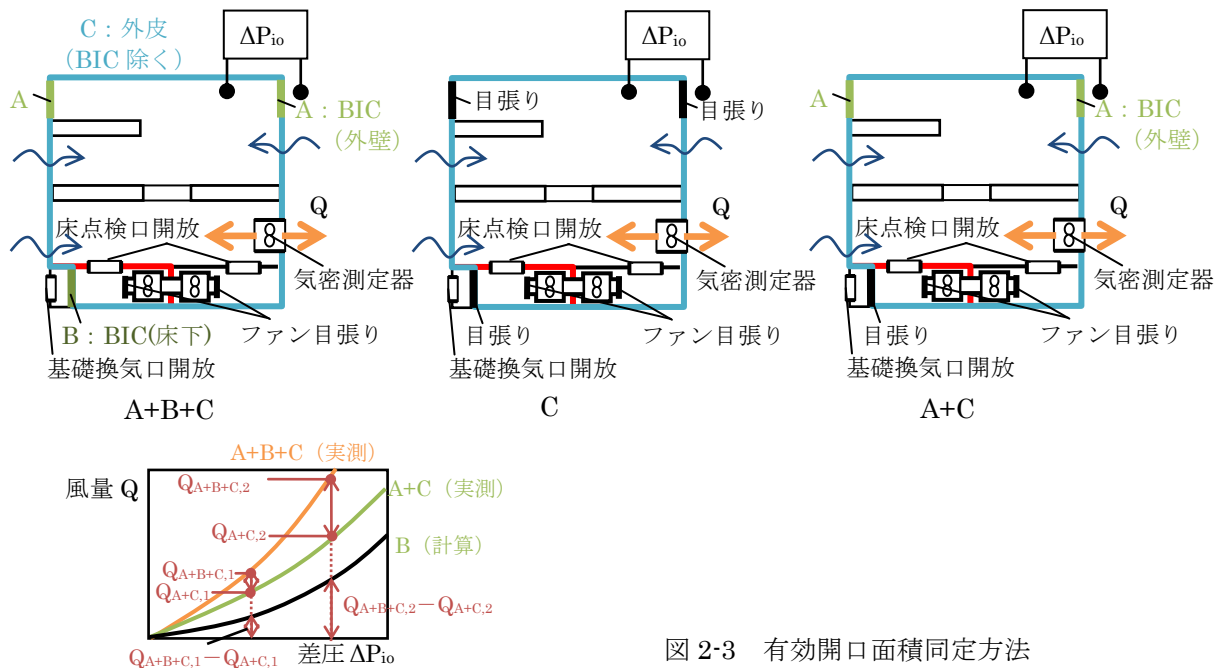 C：外皮
（BIC 除く）
ΔPio
A
A：BIC
（外壁）
Q
床点検口開放
気密測定器
B：BIC(床下)
ファン目張り
基礎換気口開放
A+B+C
ΔPio
目張り
目張り
Q
床点検口開放
気密測定器
目張り
ファン目張り
基礎換気口開放
C
ΔPio
A
A：BIC
（外壁）
Q
床点検口開放
気密測定器
目張り
ファン目張り
基礎換気口開放
A+C
A+B+C（実測）
風量 Q
QA+B+C,2
A+C（実測）
QA+C,2
B（計算）
QA+B+C,1
QA+C,1
QA+B+C,2－QA+C,2
QA+B+C,1－QA+C,1
差圧 ΔPio
図 2-3　有効開口面積同定方法